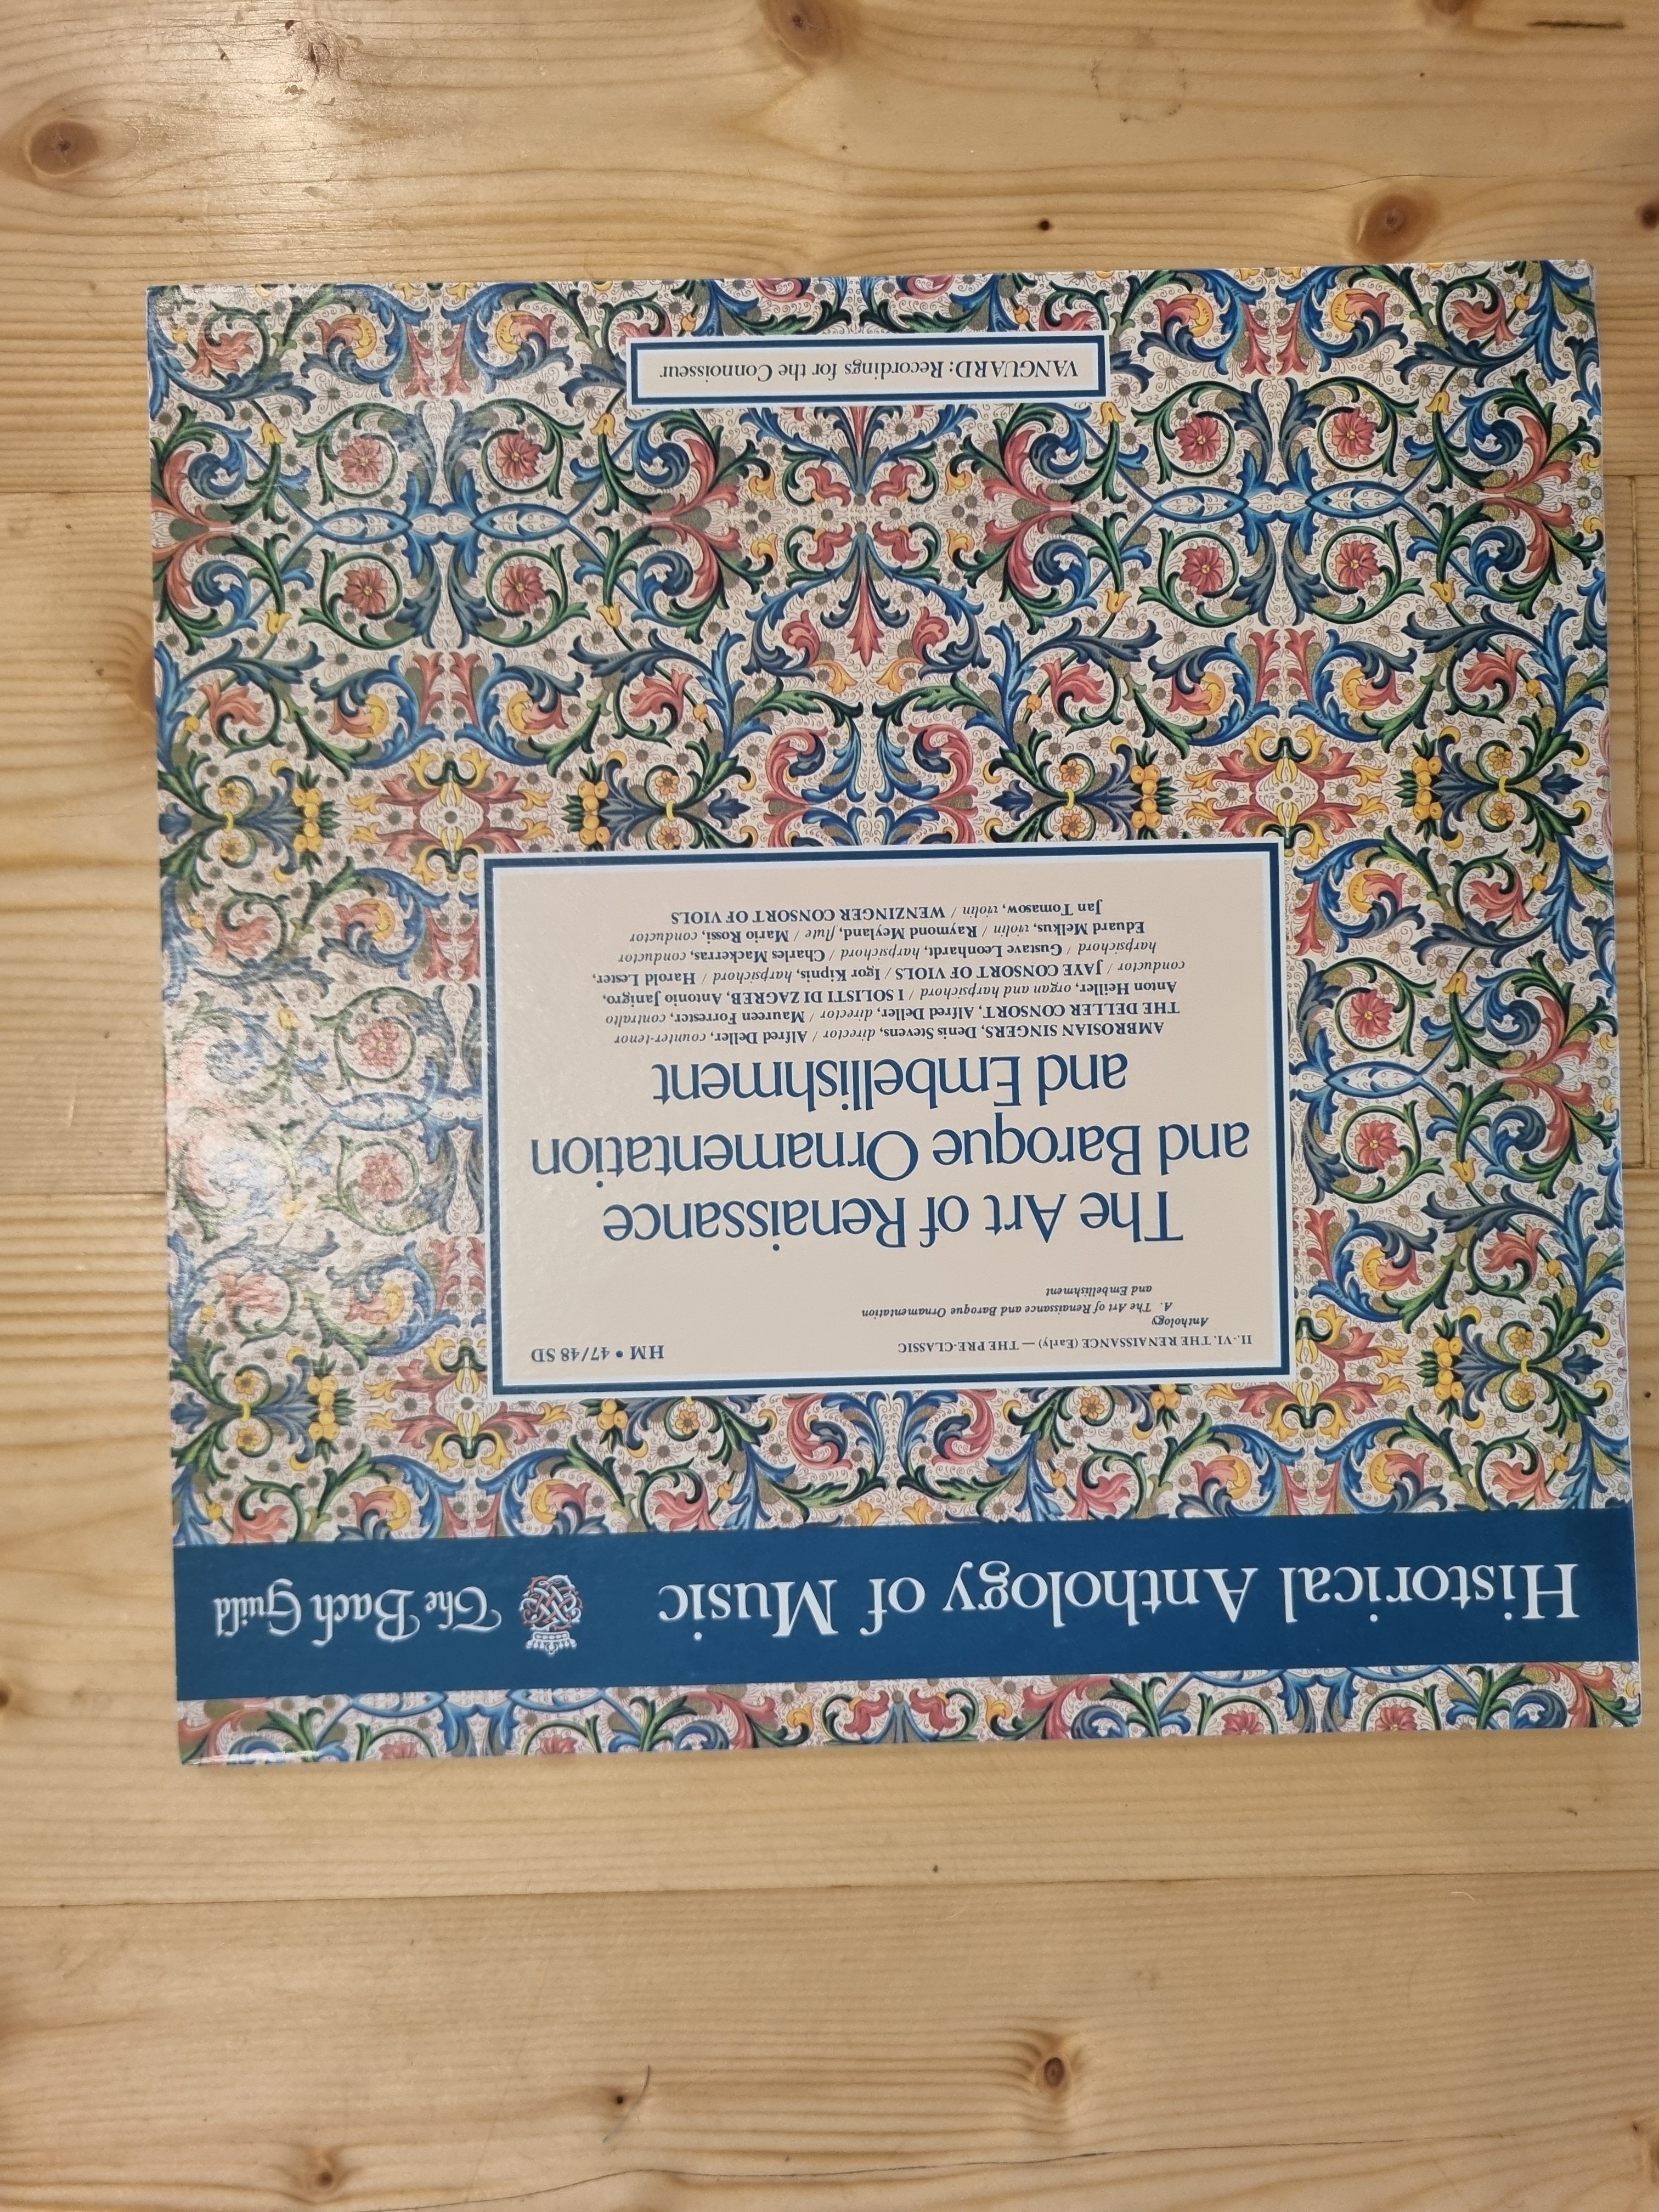 Historical Anthology of Music The Bach Guild
II.-VI. THE RENAISSANCE (Early) — THE PRE-CLASSIC HM • 47/48 SD
Anthology
A. The Art of Renaissance and Baroque Ornamentation
and Embellishment
The Art of Renaissance
and Baroque Ornamentation
and Embellishment
AMBROSIAN SINGERS, Denis Stevens, director / Alfred Deller, counter-tenor
THE DELLER CONSORT, Alfred Deller, director / Maureen Forrester, contralto
Anton Heiller, organ and harpsichord / I SOLISTI DI ZAGREB, Antonio Janigro,
conductor / JAYE CONSORT OF VIOLS / Igor Kipnis, harpsichord / Harold Lester,
harpsichord / Gustave Leonhardt, harpsichord / Charles Mackerras, conductor
Eduard Melkus, violin / Raymond Meyland, flute / Mario Rossi, conductor
Jan Tomasow, violin / WENZINGER CONSORT OF VIOLS
VANGUARD: Recordings for the Connoisseur